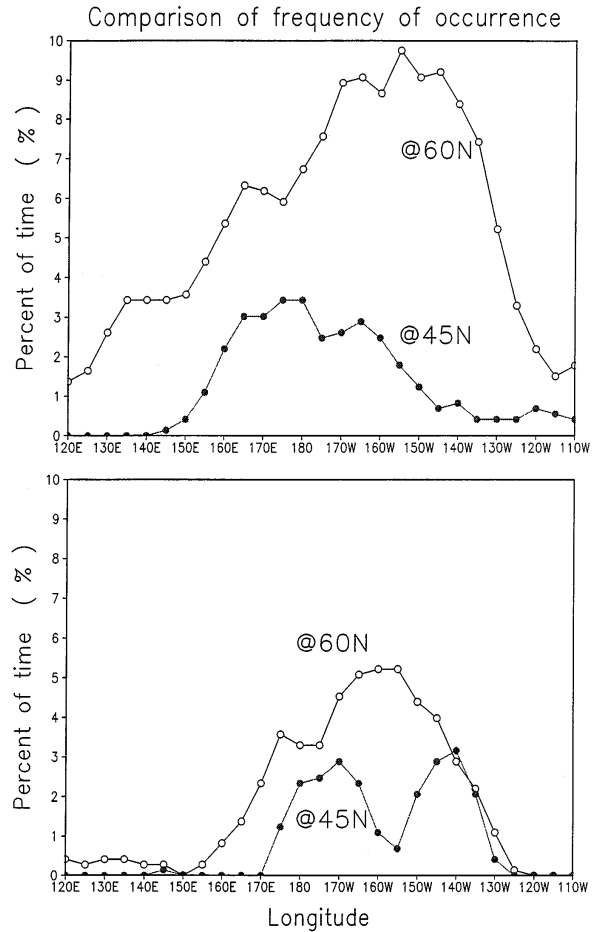 Comparison of frequency of occurrence
10
9
8
7
6
5
4
3
2
1
0
Percent of time ( % )
@60N
@45N
120E 130E 140E 150E 160E 170E 180 170W 160W 150W 140W 130W 120W 110W
10
9
8
7
6
5
4
3
2
1
0
Percent of time ( % )
@60N
@45N
120E 130E 140E 150E 160E 170E 180 170W 160W 150W 140W 130W 120W 110W
Longitude